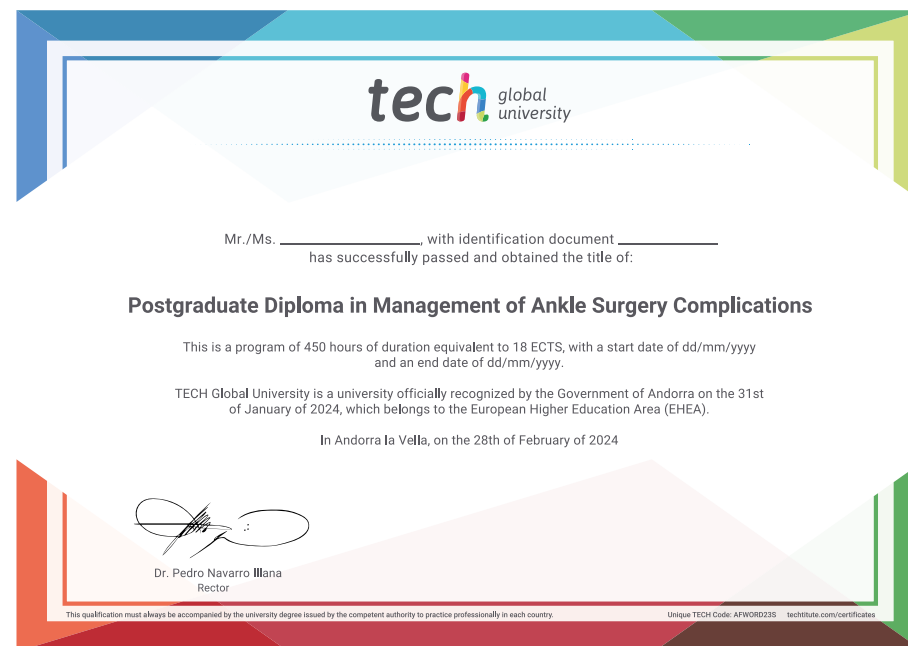 tech global
university
Mr./Ms. ____________, with identification document ____________
has successfully passed and obtained the title of:
Postgraduate Diploma in Management of Ankle Surgery Complications
This is a program of 450 hours of duration equivalent to 18 ECTS, with a start date of dd/mm/yyyy
and an end date of dd/mm/yyyy.
TECH Global University is a university officially recognized by the Government of Andorra on the 31st
of January of 2024, which belongs to the European Higher Education Area (EHEA).
In Andorra la Vella, on the 28th of February of 2024
Dr. Pedro Navarro Illana
Rector
This qualification must always be accompanied by the university degree issued by the competent authority to practice professionally in each country. Unique TECH Code: AFWORD23S techtitute.com/certificates